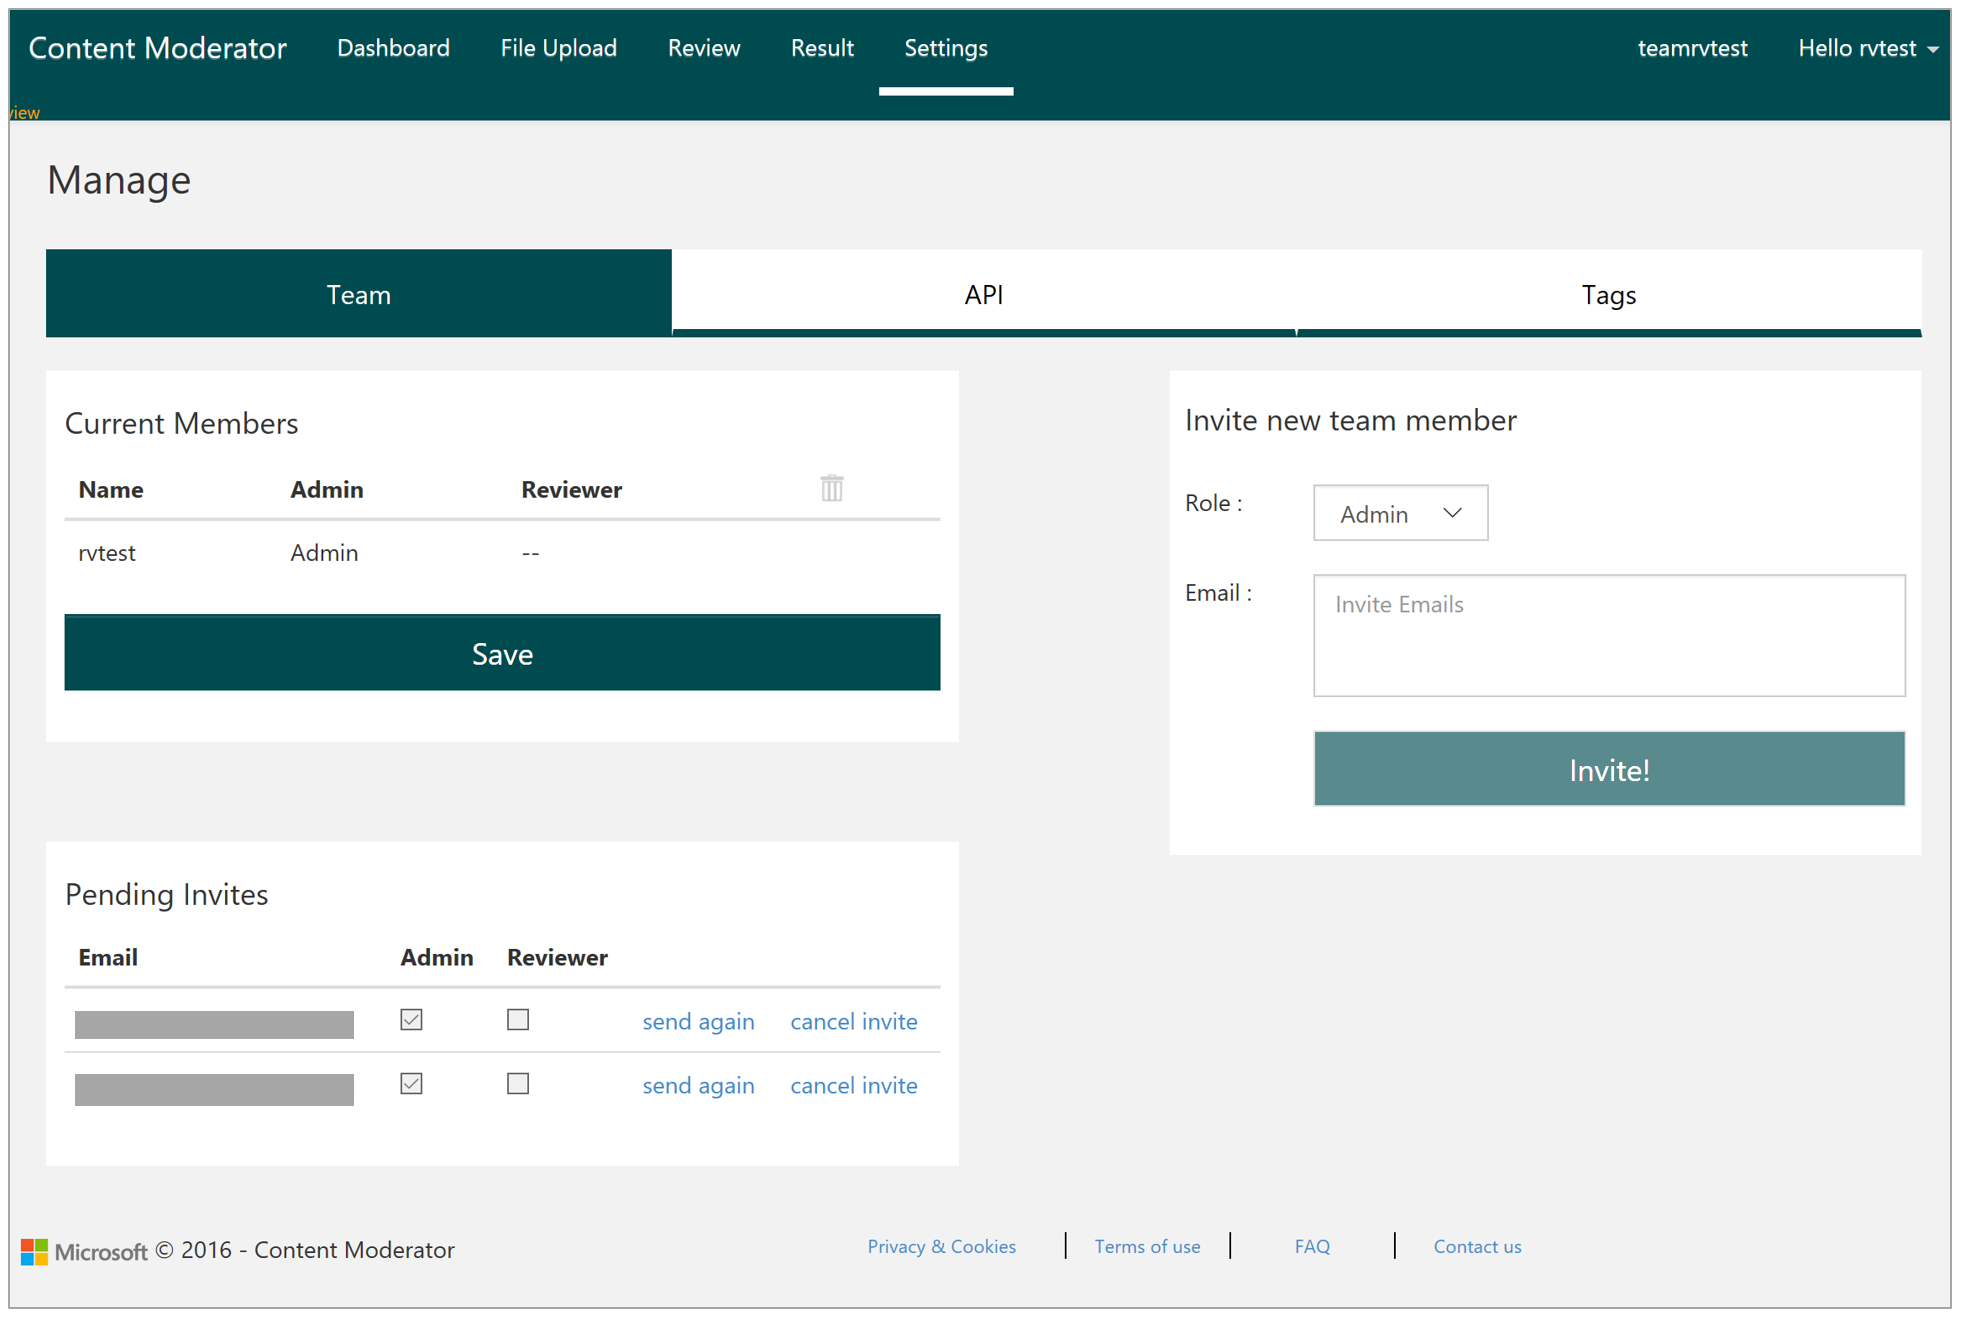 Content Moderator Dashboard File Upload Review Result Settings teamrvtest Hello rvtest
view
Manage
Team API Tags
Current Members
Name Admin Reviewer
rvtest Admin --
Save
Invite new team member
Role : Admin
Email : Invite Emails
Invite!
Pending Invites
Email Admin Reviewer
send again cancel invite
send again cancel invite
Microsoft © 2016 - Content Moderator Privacy & Cookies | Terms of use | FAQ | Contact us